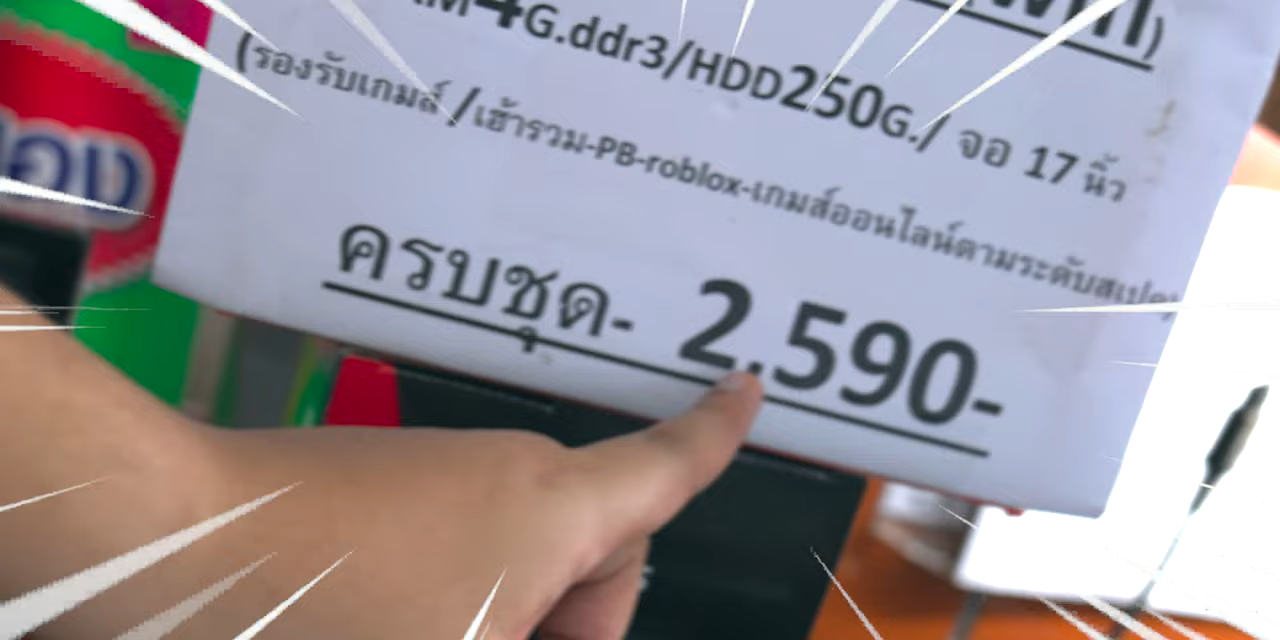 4G.ddr3/HDD250G./ จอ 17 นิ้ว
(รองรับเกมส์ /เฮ้ารวม-PB-roblox-เกมส์ออนไลน์ตามระดับสเปค)
ครบชุด- 2,590-